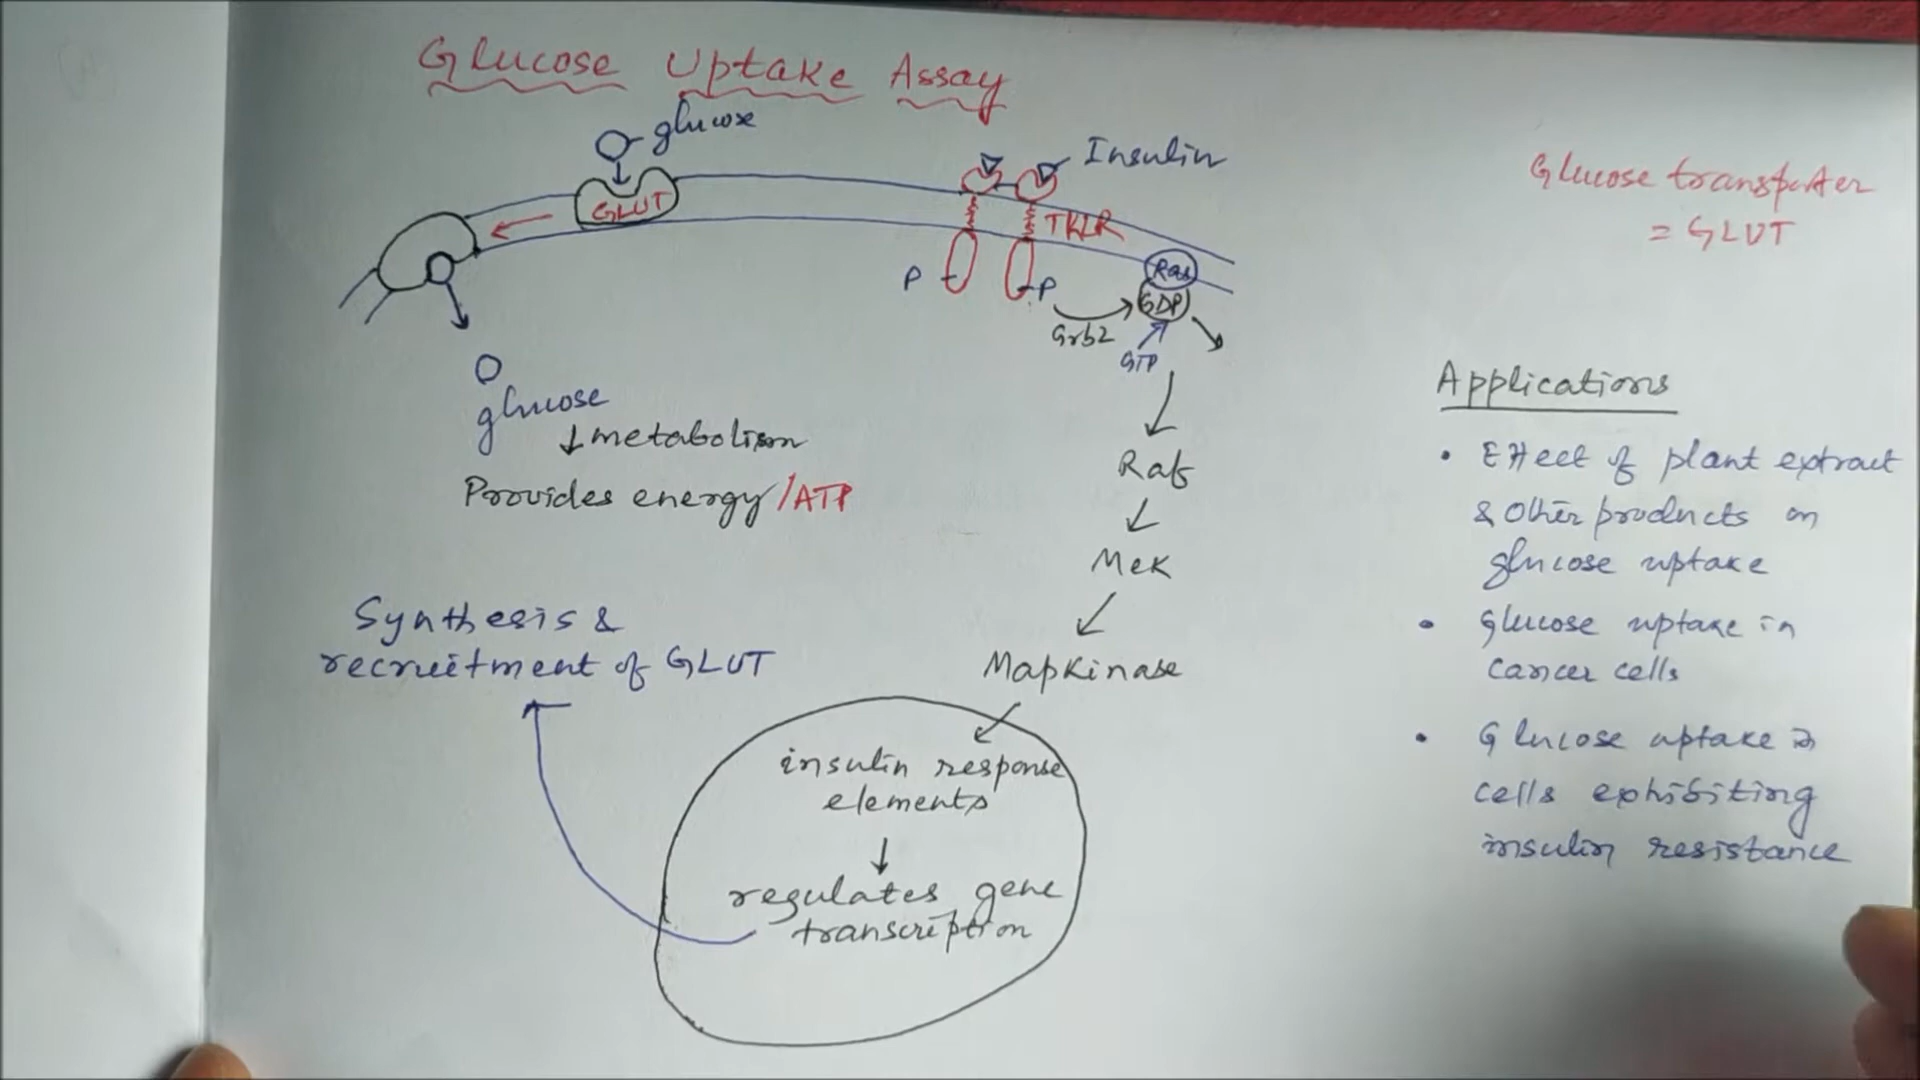 Glucose Uptake Assay
glucose
Insulin
GLUT
TKLR
Glucose transporter
= GLUT
P
P
Ras
GDP
Grb2
GTP
glucose
↓ metabolism
Provides energy/ATP
Raf
Mek
Mapkinase
Synthesis &
recruitment of GLUT
insulin response
elements
regulates gene
transcription
Applications
• Effect of plant extract
& other products on
glucose uptake
• Glucose uptake in
cancer cells
• Glucose uptake in
cells exhibiting
insulin resistance